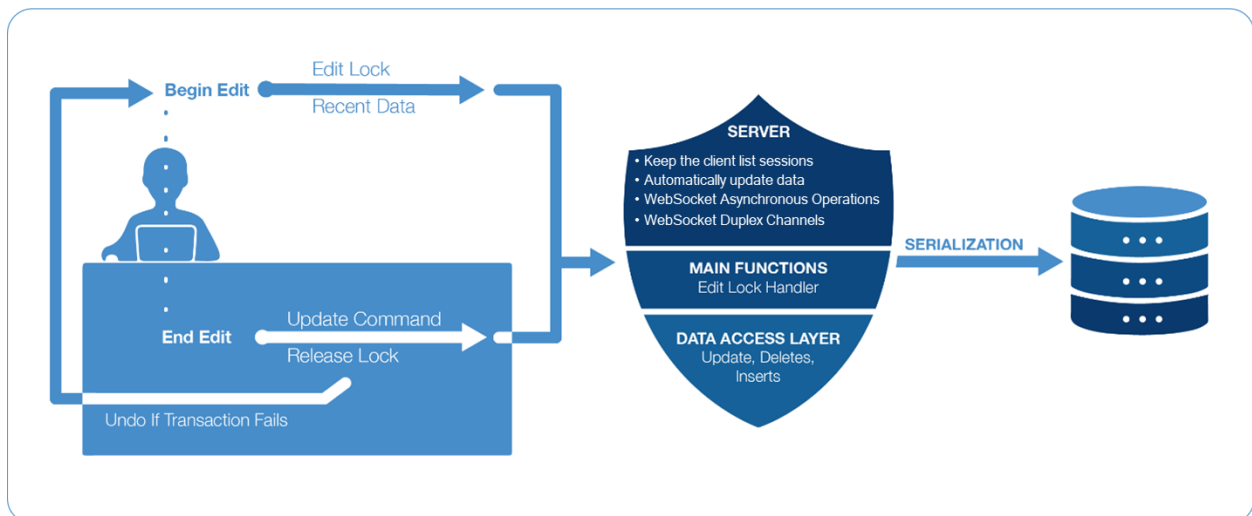 Begin Edit
Edit Lock
Recent Data
End Edit
Update Command
Release Lock
Undo If Transaction Fails
SERVER
• Keep the client list sessions
• Automatically update data
• WebSocket Asynchronous Operations
• WebSocket Duplex Channels
MAIN FUNCTIONS
Edit Lock Handler
DATA ACCESS LAYER
Update, Deletes,
Inserts
SERIALIZATION